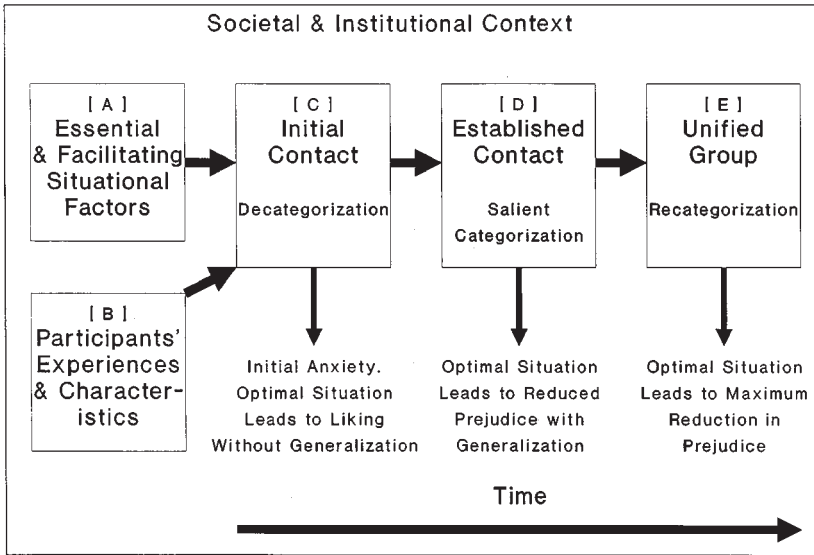 Societal & Institutional Context
[ A ]
Essential
& Facilitating
Situational
Factors
[ B ]
Participants'
Experiences
& Character-
istics
[ C ]
Initial
Contact
Decategorization
Initial Anxiety.
Optimal Situation
Leads to Liking
Without Generalization
[ D ]
Established
Contact
Salient
Categorization
Optimal Situation
Leads to Reduced
Prejudice with
Generalization
[ E ]
Unified
Group
Recategorization
Optimal Situation
Leads to Maximum
Reduction in
Prejudice
Time